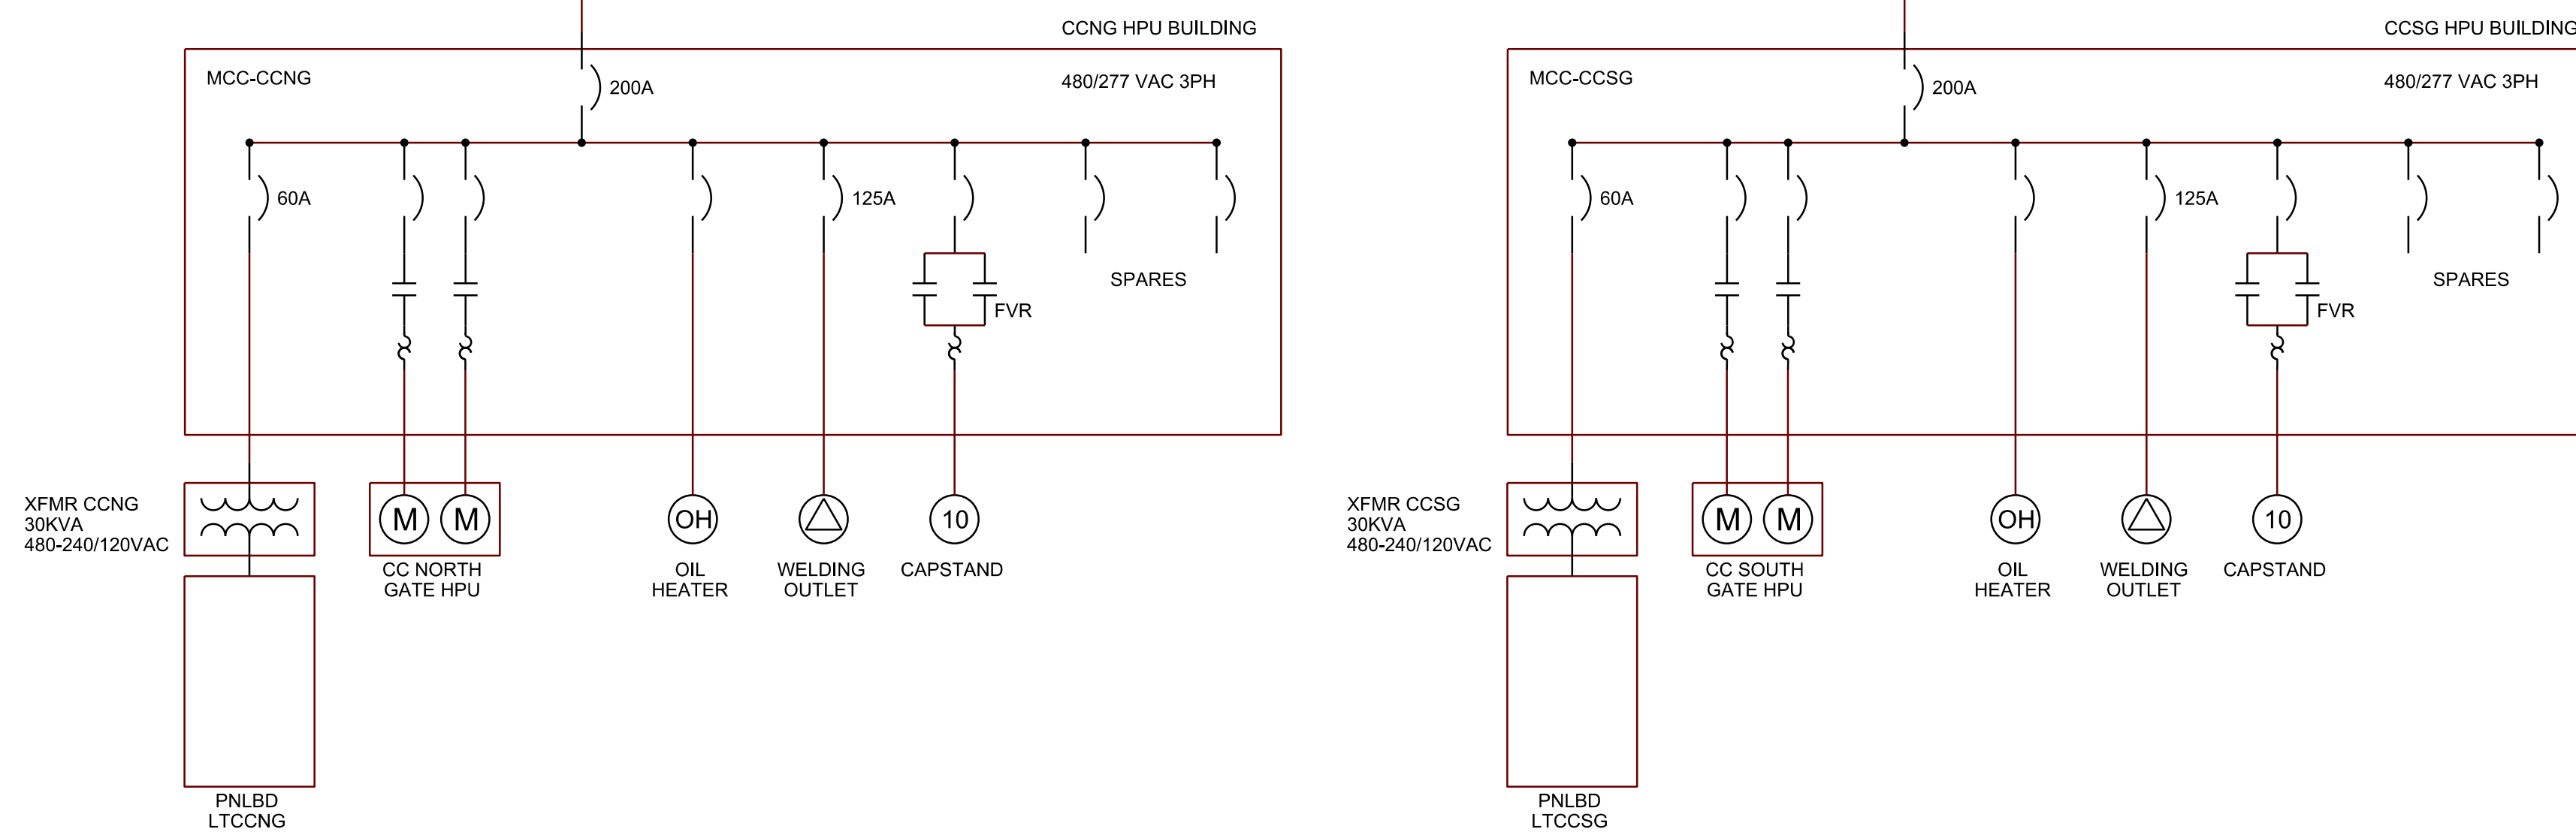 CCNG HPU BUILDING
MCC-CCNG
480/277 VAC 3PH
200A
60A
125A
SPARES
FVR
XFMR CCNG
30KVA
480-240/120VAC
M
M
OH
10
CC NORTH
GATE HPU
OIL
HEATER
WELDING
OUTLET
CAPSTAND
PNLBD
LTCCNG
CCSG HPU BUILDING
MCC-CCSG
480/277 VAC 3PH
200A
60A
125A
SPARES
FVR
XFMR CCSG
30KVA
480-240/120VAC
M
M
OH
10
CC SOUTH
GATE HPU
OIL
HEATER
WELDING
OUTLET
CAPSTAND
PNLBD
LTCCSG